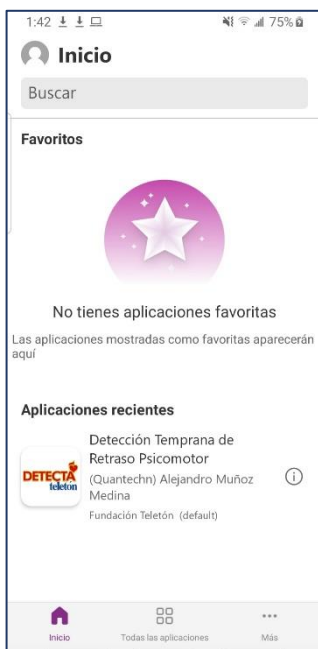 1:42 75%
Inicio
Buscar
Favoritos
No tienes aplicaciones favoritas
Las aplicaciones mostradas como favoritas aparecerán
aquí
Aplicaciones recientes
DETECTA
teletón
Detección Temprana de
Retraso Psicomotor
(Quantechn) Alejandro Muñoz
Medina
Fundación Teletón (default)
Inicio Todas las aplicaciones Más